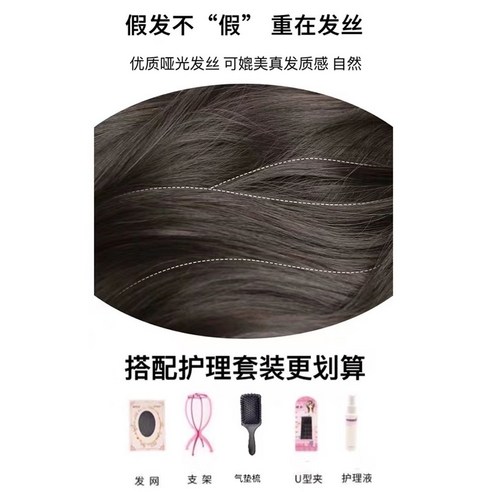 假发不“假” 重在发丝
优质哑光发丝 可媲美真发质感 自然
搭配护理套装更划算
发网 支架 气垫梳 U型夹 护理液